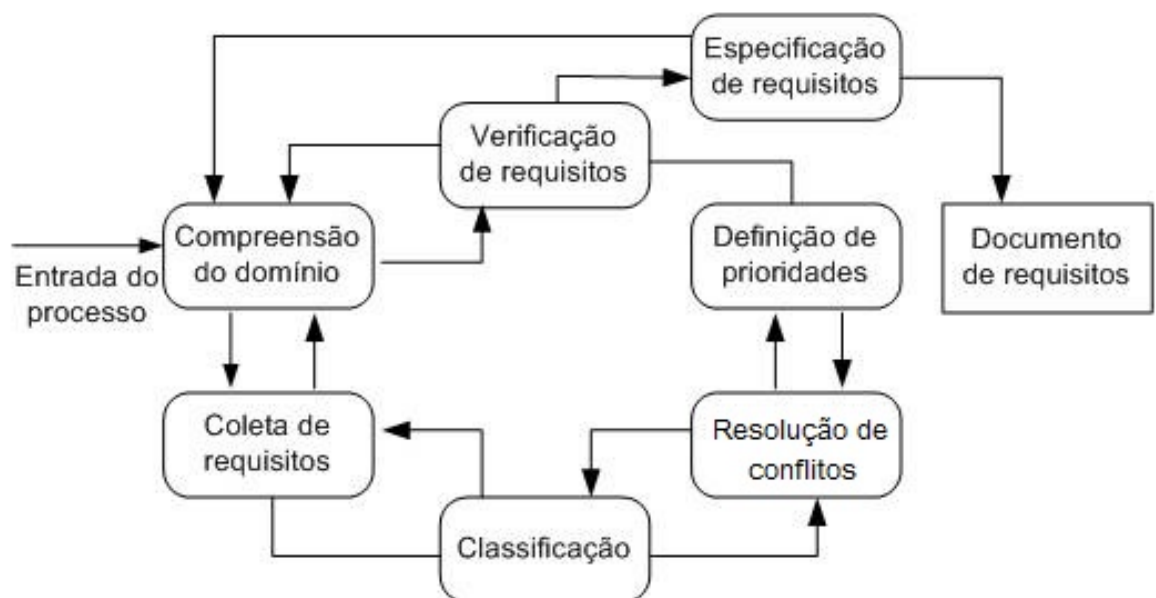 Especificação
de requisitos
Verificação
de requisitos
Compreensão
do domínio
Definição de
prioridades
Documento
de requisitos
Entrada do
processo
Coleta de
requisitos
Resolução de
conflitos
Classificação